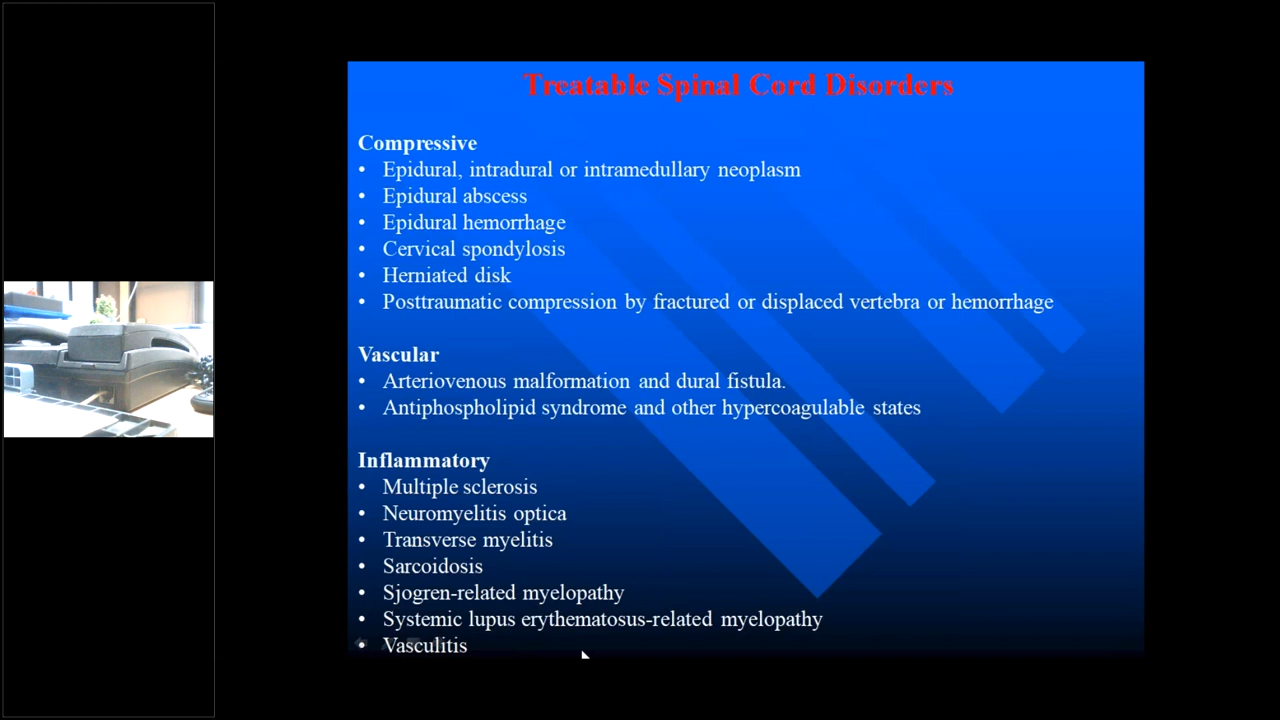 Treatable Spinal Cord Disorders
Compressive
• Epidural, intradural or intramedullary neoplasm
• Epidural abscess
• Epidural hemorrhage
• Cervical spondylosis
• Herniated disk
• Posttraumatic compression by fractured or displaced vertebra or hemorrhage
Vascular
• Arteriovenous malformation and dural fistula.
• Antiphospholipid syndrome and other hypercoagulable states
Inflammatory
• Multiple sclerosis
• Neuromyelitis optica
• Transverse myelitis
• Sarcoidosis
• Sjogren-related myelopathy
• Systemic lupus erythematosus-related myelopathy
• Vasculitis